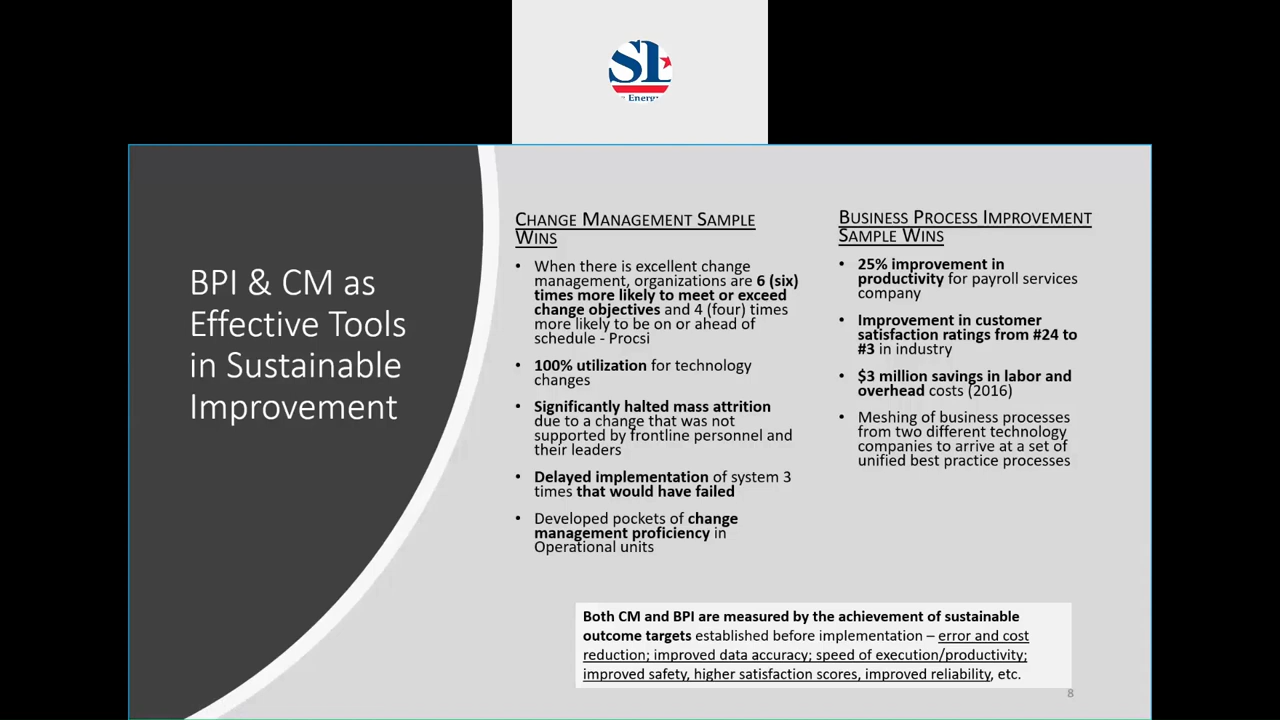 SL
Energy
BPI & CM as
Effective Tools
in Sustainable
Improvement
CHANGE MANAGEMENT SAMPLE
WINS
• When there is excellent change
management, organizations are 6 (six)
times more likely to meet or exceed
change objectives and 4 (four) times
more likely to be on or ahead of
schedule - Procsi
• 100% utilization for technology
changes
• Significantly halted mass attrition
due to a change that was not
supported by frontline personnel and
their leaders
• Delayed implementation of system 3
times that would have failed
• Developed pockets of change
management proficiency in
Operational units
BUSINESS PROCESS IMPROVEMENT
SAMPLE WINS
• 25% improvement in
productivity for payroll services
company
• Improvement in customer
satisfaction ratings from #24 to
#3 in industry
• $3 million savings in labor and
overhead costs (2016)
• Meshing of business processes
from two different technology
companies to arrive at a set of
unified best practice processes
Both CM and BPI are measured by the achievement of sustainable
outcome targets established before implementation – error and cost
reduction; improved data accuracy; speed of execution/productivity;
improved safety, higher satisfaction scores, improved reliability, etc.
8